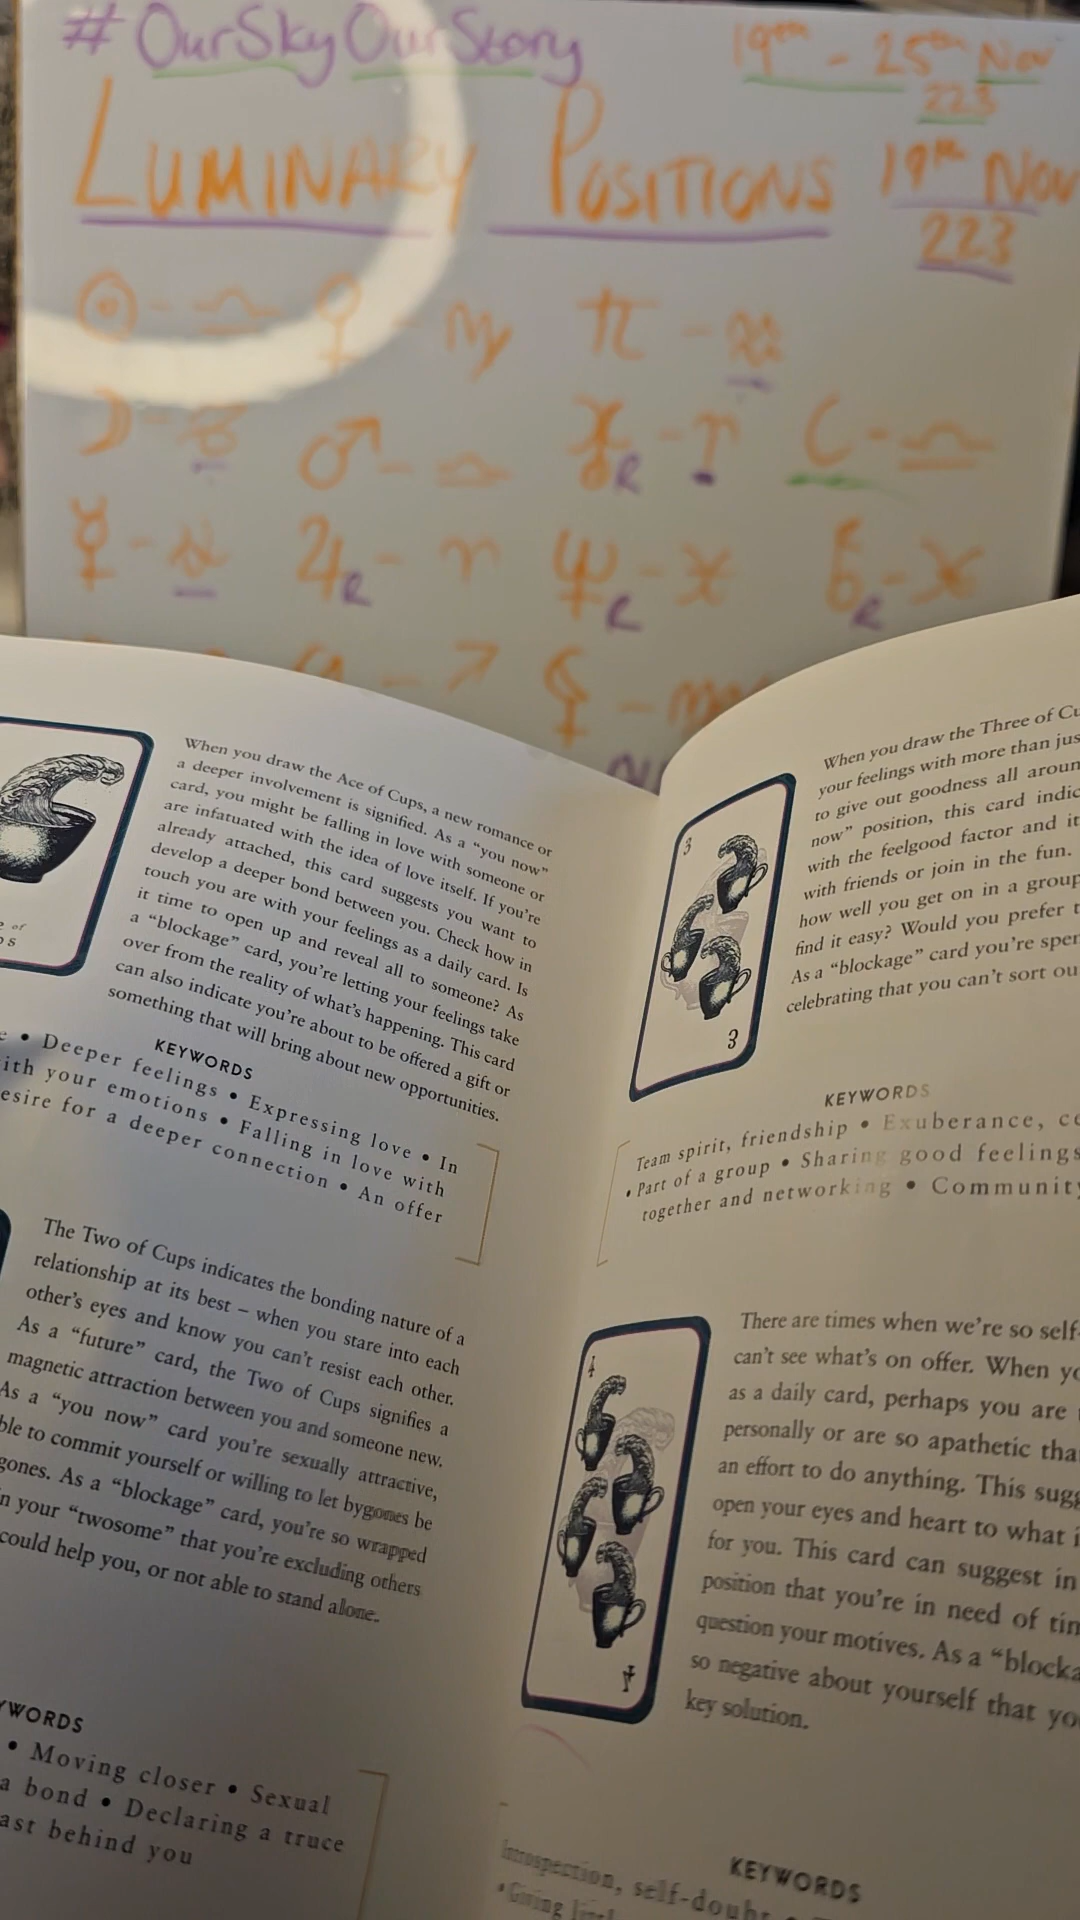 #OurSkyOurStory
19th - 25th Nov
223
LUMINARY POSITIONS
19th Nov
223
☉ - ♎ ♀ - ♏
☽ - ♂ - ♎ R - ♈ ☾ - ♎
☿ - ♃R - ♈ R - R -
- ♐ ⚸ -
When you draw the Ace of Cups, a new romance or
a deeper involvement is signified. As a “you now”
card, you might be falling in love with someone or
are infatuated with the idea of love itself. If you're
already attached, this card suggests you want to
develop a deeper bond between you. Check how in
touch you are with your feelings as a daily card. Is
it time to open up and reveal all to someone? As
a “blockage” card, you're letting your feelings take
over from the reality of what's happening. This card
can also indicate you're about to be offered a gift or
something that will bring about new opportunities.
of
KEYWORDS
• Deeper feelings • Expressing love • In
with your emotions • Falling in love with
desire for a deeper connection • An offer
The Two of Cups indicates the bonding nature of a
relationship at its best – when you stare into each
other's eyes and know you can't resist each other.
As a “future” card, the Two of Cups signifies a
magnetic attraction between you and someone new.
As a “you now” card you're sexually attractive,
ble to commit yourself or willing to let bygones be
gones. As a “blockage” card, you're so wrapped
in your “twosome” that you're excluding others
could help you, or not able to stand alone.
YWORDS
• Moving closer • Sexual
a bond • Declaring a truce
ast behind you
When you draw the Three of Cu
your feelings with more than jus
to give out goodness all aroun
now” position, this card indic
with the feelgood factor and it
with friends or join in the fun.
how well you get on in a group
find it easy? Would you prefer t
As a “blockage” card you're spen
celebrating that you can't sort ou
3
3
KEYWORDS
Team spirit, friendship • Exuberance, co
• Part of a group • Sharing good feelings
together and networking • Community
There are times when we're so self-
can't see what's on offer. When yo
as a daily card, perhaps you are
personally or are so apathetic tha
an effort to do anything. This sugg
open your eyes and heart to what i
for you. This card can suggest in
position that you're in need of tim
question your motives. As a “blocka
so negative about yourself that yo
key solution.
4
4
KEYWORDS
Introspection, self-doubt •
• Giving